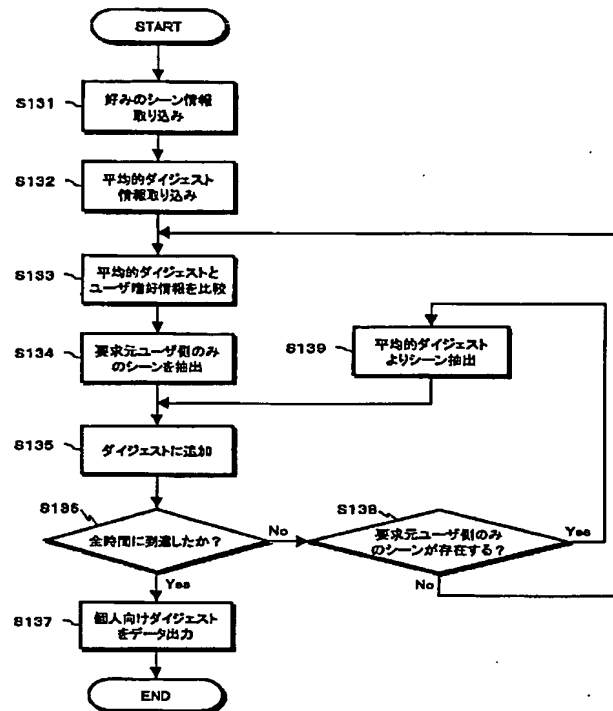 START
S131
好みのシーン情報
取り込み
S132
平均的ダイジェスト
情報取り込み
S133
平均的ダイジェストと
ユーザ嗜好情報を比較
S134
要求元ユーザ側のみ
のシーンを抽出
S139
平均的ダイジェスト
よりシーン抽出
S135
ダイジェストに追加
S136
全時間に到達したか?
No
Yes
S138
要求元ユーザ側のみ
のシーンが存在する?
Yes
No
S137
個人向けダイジェスト
をデータ出力
END